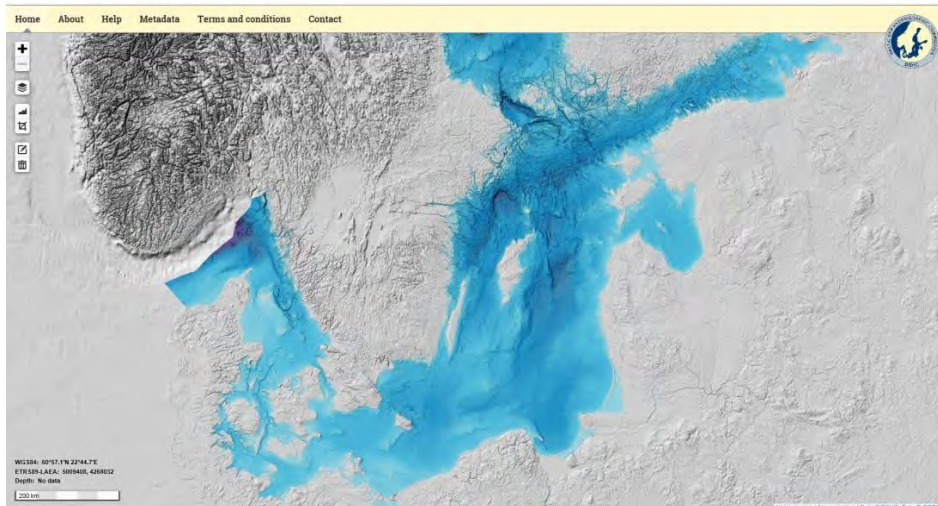 Home About Help Metadata Terms and conditions Contact
WGS84: 60°57.1'N 22°44.7'E
ETRS89-LAEA: 5009408, 4268032
Depth: No data
200 km